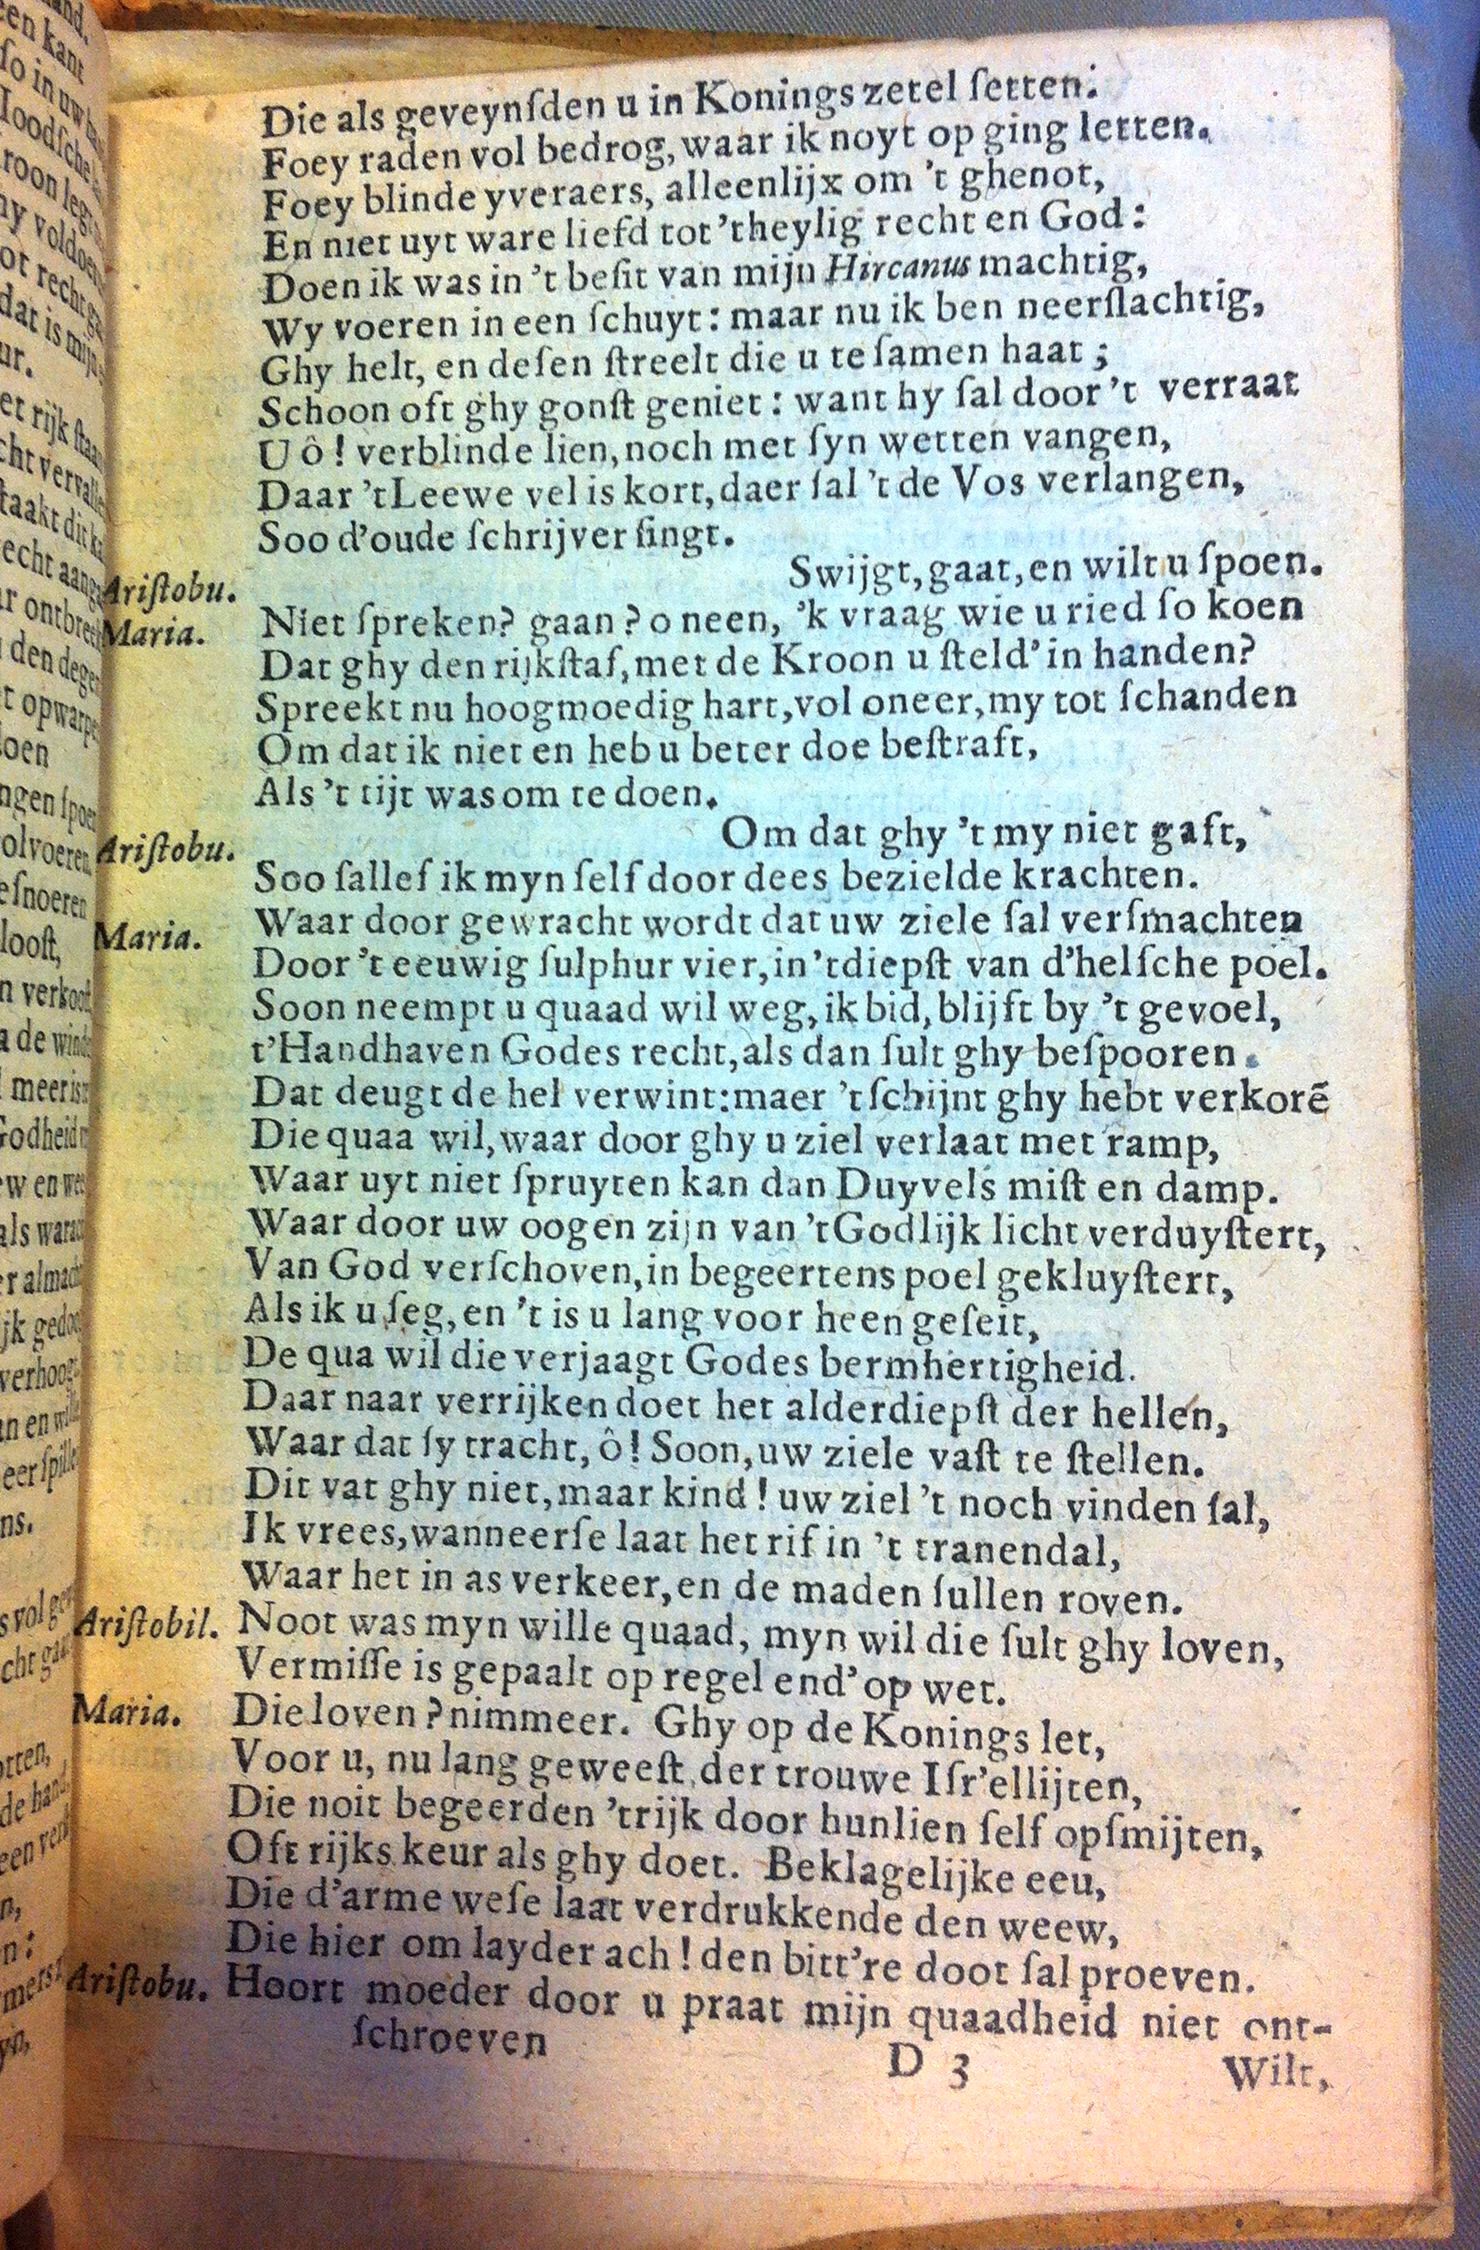 Die als geveynſden u in Konings zetel ſetten:
Foey raden vol bedrog, waar ik noyt op ging letten.
Foey blinde yveraers, alleenlijx om 't ghenot,
En niet uyt ware liefd tot 'theylig recht en God:
Doen ik was in 't beſit van mijn Hircanus machtig,
Wy voeren in een ſchuyt: maar nu ik ben neerſlachtig,
Ghy helt, en deſen ſtreelt die u te ſamen haat;
Schoon oft ghy gonſt geniet: want hy ſal door 't verraat
U ô! verblinde lien, noch met ſyn wetten vangen,
Daar 't Leewe vel is kort, daer ſal 't de Vos verlangen,
Soo d'oude ſchrijver ſingt.
Ariſtobu. Swijgt, gaat, en wilt u ſpoen.
Maria. Niet ſpreken? gaan? o neen, 'k vraag wie u ried ſo koen
Dat ghy den rijkſtaf, met de Kroon u ſteld' in handen?
Spreekt nu hoogmoedig hart, vol oneer, my tot ſchanden
Om dat ik niet en heb u beter doe beſtraft,
Als 't tijt was om te doen.
Ariſtobu. Om dat ghy 't my niet gaft,
Soo ſallef ik myn ſelf door dees bezielde krachten.
Maria. Waar door gewracht wordt dat uw ziele ſal verſmachten
Door 't eeuwig ſulphur vier, in 'tdiepſt van d'helſche poel.
Soon neempt u quaad wil weg, ik bid, blijft by 't gevoel,
t'Handhaven Godes recht, als dan ſult ghy beſpooren.
Dat deugt de hel verwint: maer 't ſchijnt ghy hebt verkorē
Die quaa wil, waar door ghy u ziel verlaat met ramp,
Waar uyt niet ſpruyten kan dan Duyvels miſt en damp.
Waar door uw oogen zijn van 't Godlijk licht verduyſtert,
Van God verſchoven, in begeertens poel gekluyſtert,
Als ik u ſeg, en 't is u lang voor heen geſeit,
De qua wil die verjaagt Godes bermhertigheid.
Daar naar verrijken doet het alderdiepſt der hellen,
Waar dat ſy tracht, ô! Soon, uw ziele vaſt te ſtellen.
Dit vat ghy niet, maar kind! uw ziel 't noch vinden ſal,
Ik vrees, wanneerſe laat het rif in 't tranendal,
Waar het in as verkeer, en de maden ſullen roven.
Ariſtobil. Noot was myn wille quaad, myn wil die ſult ghy loven,
Vermiſſe is gepaalt op regel end' op wet.
Maria. Die loven? nimmeer. Ghy op de Konings let,
Voor u, nu lang geweeſt der trouwe Iſr'ellijten,
Die noit begeerden 'trijk door hunlien ſelf opſmijten,
Oft rijks keur als ghy doet. Beklagelijke eeu,
Die d'arme weſe laat verdrukkende den weew,
Die hier om layder ach! den bitt're doot ſal proeven.
Ariſtobu. Hoort moeder door u praat mijn quaadheid niet ont-
ſchroeven
D 3 Wilt,